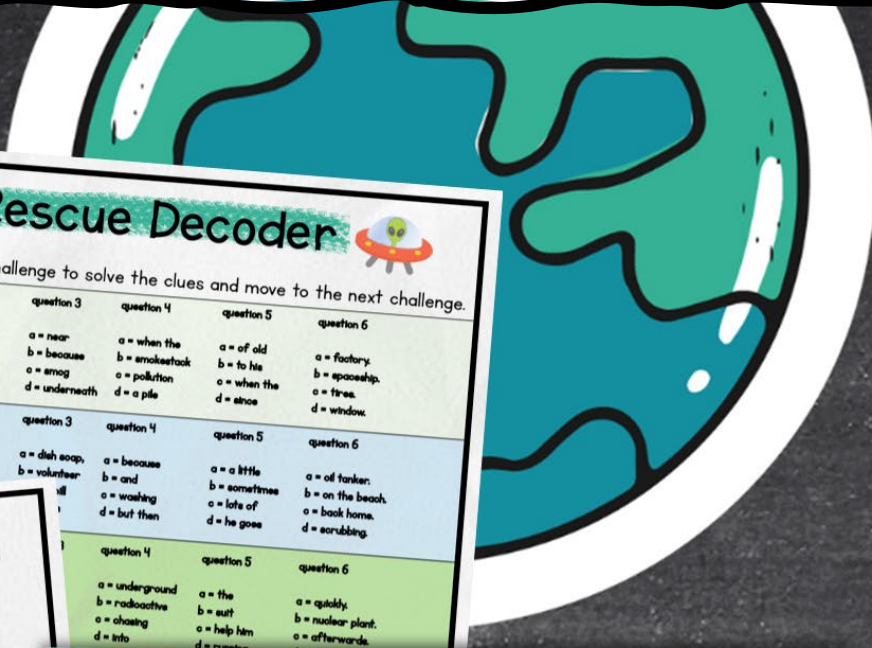 Rescue Decoder
challenge to solve the clues and move to the next challenge.
question 3
a = near
b = because
c = smog
d = underneath
question 4
a = when the
b = smokestack
c = pollution
d = a pile
question 5
a = of old
b = to his
c = when the
d = since
question 6
a = factory.
b = spaceship.
c = tires.
d = window.
question 3
a = dish soap,
b = volunteer
question 4
a = because
b = and
c = washing
d = but then
question 5
a = a little
b = sometimes
c = lots of
d = he goes
question 6
a = oil tanker.
b = on the beach.
c = back home.
d = scrubbing.
question 4
a = underground
b = radioactive
c = chasing
d = into
question 5
a = the
b = suit
c = help him
question 6
a = quickly.
b = nuclear plant.
c = afterwards.